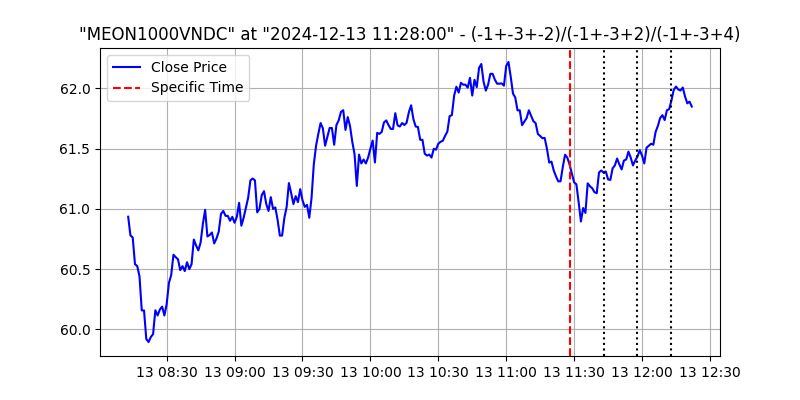 "MEON1000VNDC" at "2024-12-13 11:28:00" - (-1+-3+-2)/(-1+-3+2)/(-1+-3+4)
Close Price
Specific Time
62.0
61.5
61.0
60.5
60.0
13 08:30 13 09:00 13 09:30 13 10:00 13 10:30 13 11:00 13 11:30 13 12:00 13 12:30